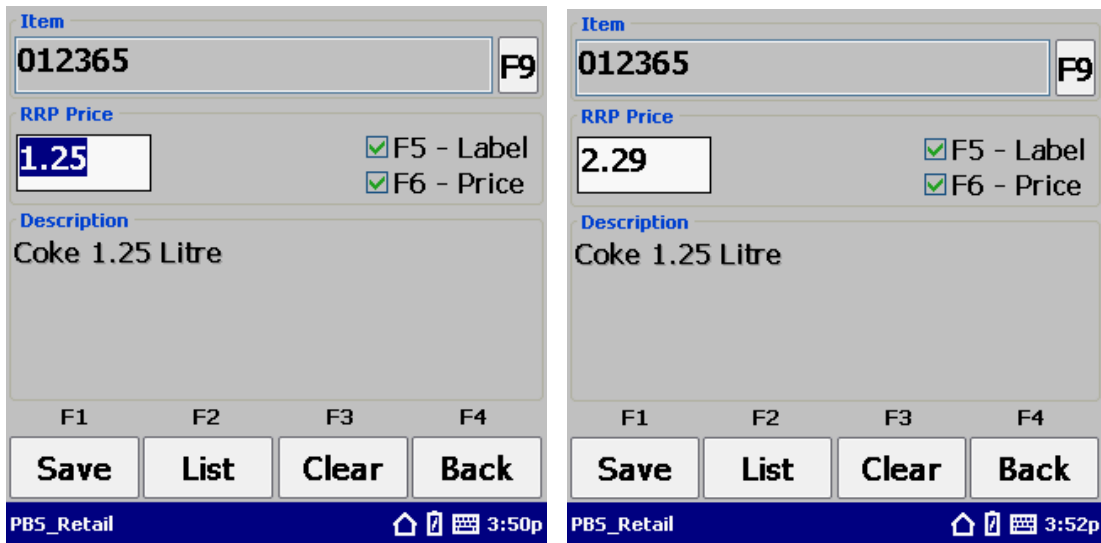 Item
012365
F9
RRP Price
1.25
F5 - Label
F6 - Price
Description
Coke 1.25 Litre
F1 F2 F3 F4
Save List Clear Back
PBS_Retail 3:50p
Item
012365
F9
RRP Price
2.29
F5 - Label
F6 - Price
Description
Coke 1.25 Litre
F1 F2 F3 F4
Save List Clear Back
PBS_Retail 3:52p